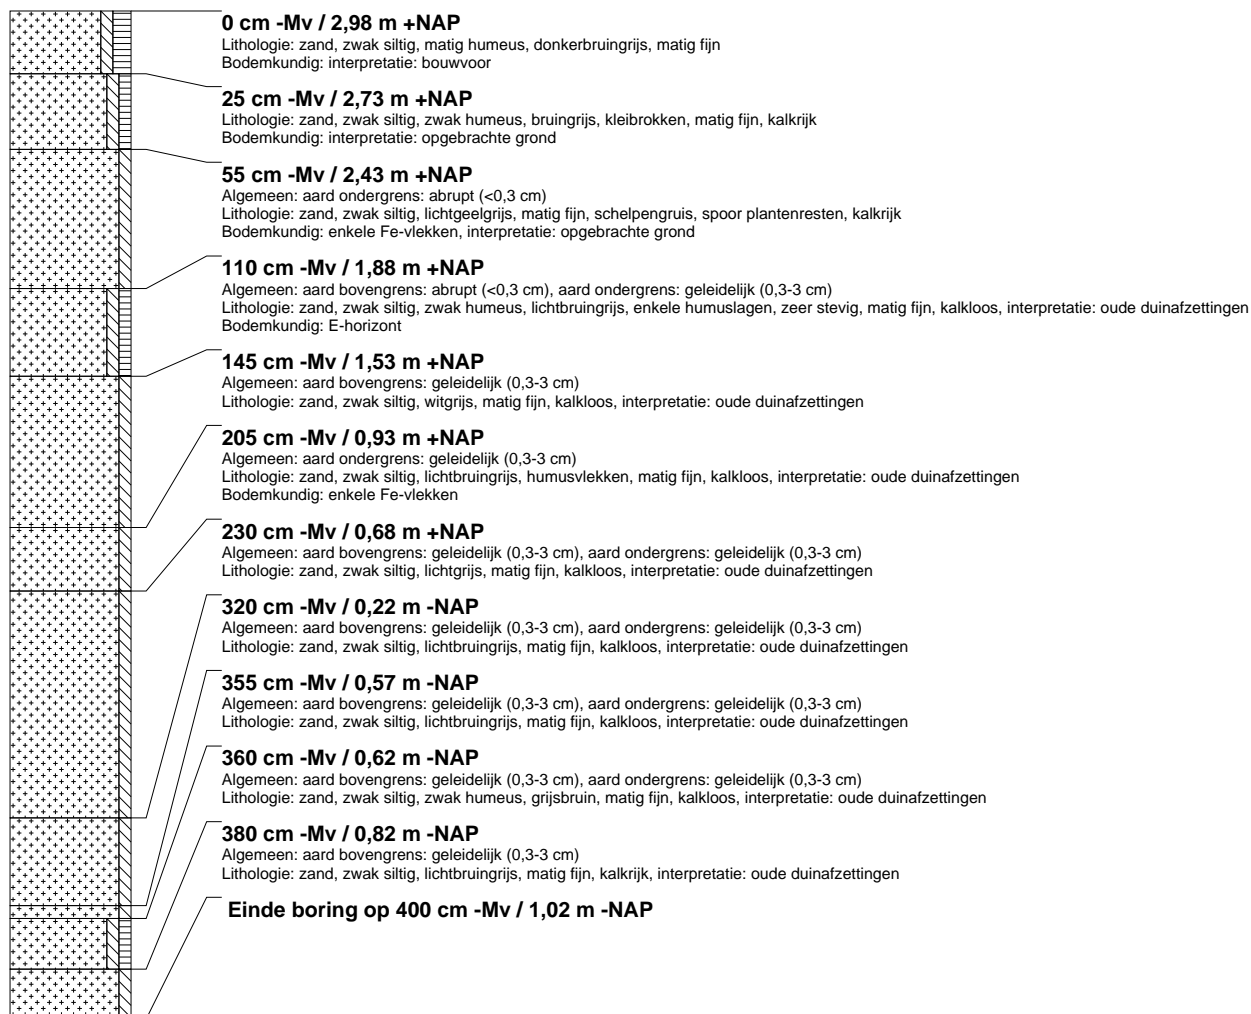 0 cm -Mv / 2,98 m +NAP
Lithologie: zand, zwak siltig, matig humeus, donkerbruingrijs, matig fijn
Bodemkundig: interpretatie: bouwvoor
25 cm -Mv / 2,73 m +NAP
Lithologie: zand, zwak siltig, zwak humeus, bruingrijs, kleibrokken, matig fijn, kalkrijk
Bodemkundig: interpretatie: opgebrachte grond
55 cm -Mv / 2,43 m +NAP
Algemeen: aard ondergrens: abrupt (<0,3 cm)
Lithologie: zand, zwak siltig, lichtgeelgrijs, matig fijn, schelpengruis, spoor plantenresten, kalkrijk
Bodemkundig: enkele Fe-vlekken, interpretatie: opgebrachte grond
110 cm -Mv / 1,88 m +NAP
Algemeen: aard bovengrens: abrupt (<0,3 cm), aard ondergrens: geleidelijk (0,3-3 cm)
Lithologie: zand, zwak siltig, zwak humeus, lichtbruingrijs, enkele humuslagen, zeer stevig, matig fijn, kalkloos, interpretatie: oude duinafzettingen
Bodemkundig: E-horizont
145 cm -Mv / 1,53 m +NAP
Algemeen: aard bovengrens: geleidelijk (0,3-3 cm)
Lithologie: zand, zwak siltig, witgrijs, matig fijn, kalkloos, interpretatie: oude duinafzettingen
205 cm -Mv / 0,93 m +NAP
Algemeen: aard ondergrens: geleidelijk (0,3-3 cm)
Lithologie: zand, zwak siltig, lichtbruingrijs, humusvlekken, matig fijn, kalkloos, interpretatie: oude duinafzettingen
Bodemkundig: enkele Fe-vlekken
230 cm -Mv / 0,68 m +NAP
Algemeen: aard bovengrens: geleidelijk (0,3-3 cm), aard ondergrens: geleidelijk (0,3-3 cm)
Lithologie: zand, zwak siltig, lichtgrijs, matig fijn, kalkloos, interpretatie: oude duinafzettingen
320 cm -Mv / 0,22 m -NAP
Algemeen: aard bovengrens: geleidelijk (0,3-3 cm), aard ondergrens: geleidelijk (0,3-3 cm)
Lithologie: zand, zwak siltig, lichtbruingrijs, matig fijn, kalkloos, interpretatie: oude duinafzettingen
355 cm -Mv / 0,57 m -NAP
Algemeen: aard bovengrens: geleidelijk (0,3-3 cm), aard ondergrens: geleidelijk (0,3-3 cm)
Lithologie: zand, zwak siltig, lichtbruingrijs, matig fijn, kalkloos, interpretatie: oude duinafzettingen
360 cm -Mv / 0,62 m -NAP
Algemeen: aard bovengrens: geleidelijk (0,3-3 cm), aard ondergrens: geleidelijk (0,3-3 cm)
Lithologie: zand, zwak siltig, zwak humeus, grijsbruin, matig fijn, kalkloos, interpretatie: oude duinafzettingen
380 cm -Mv / 0,82 m -NAP
Algemeen: aard bovengrens: geleidelijk (0,3-3 cm)
Lithologie: zand, zwak siltig, lichtbruingrijs, matig fijn, kalkrijk, interpretatie: oude duinafzettingen
Einde boring op 400 cm -Mv / 1,02 m -NAP